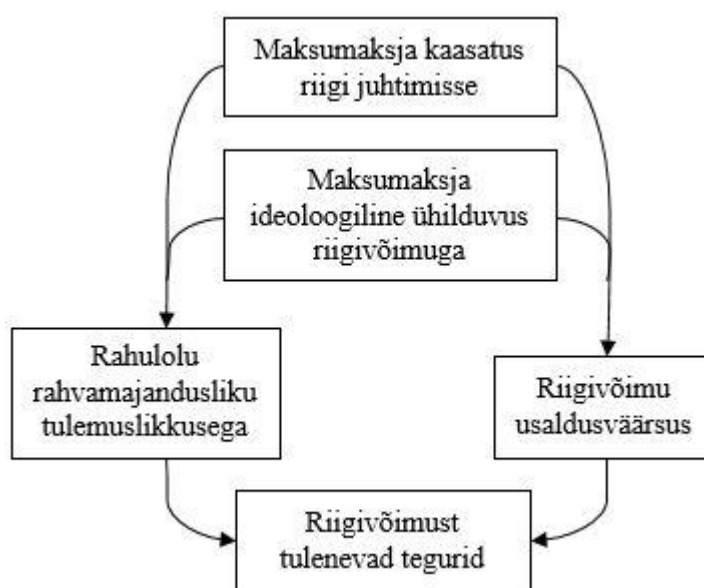 Maksumaksja kaasatus
riigi juhtimisse
Maksumaksja
ideoloogiline ühilduvus
riigivõimuga
Rahulolu
rahvamajandusliku
tulemuslikkusega
Riigivõimu
usaldusväärsus
Riigivõimust
tulenevad tegurid